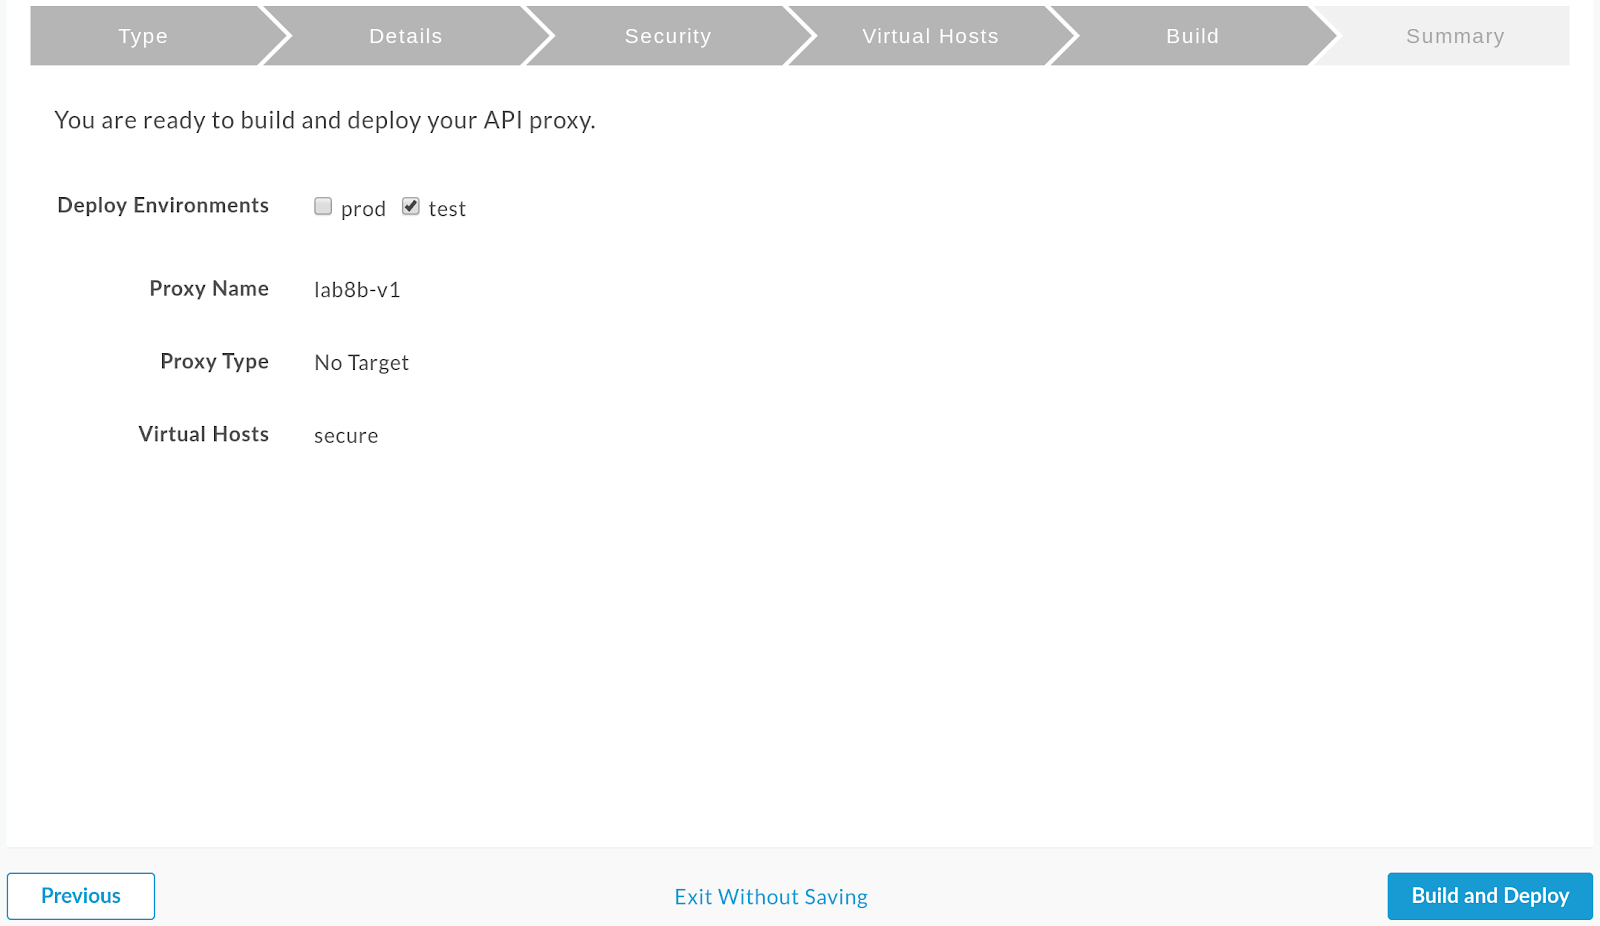 Type Details Security Virtual Hosts Build Summary
You are ready to build and deploy your API proxy.
Deploy Environments prod test
Proxy Name lab8b-v1
Proxy Type No Target
Virtual Hosts secure
Previous Exit Without Saving Build and Deploy